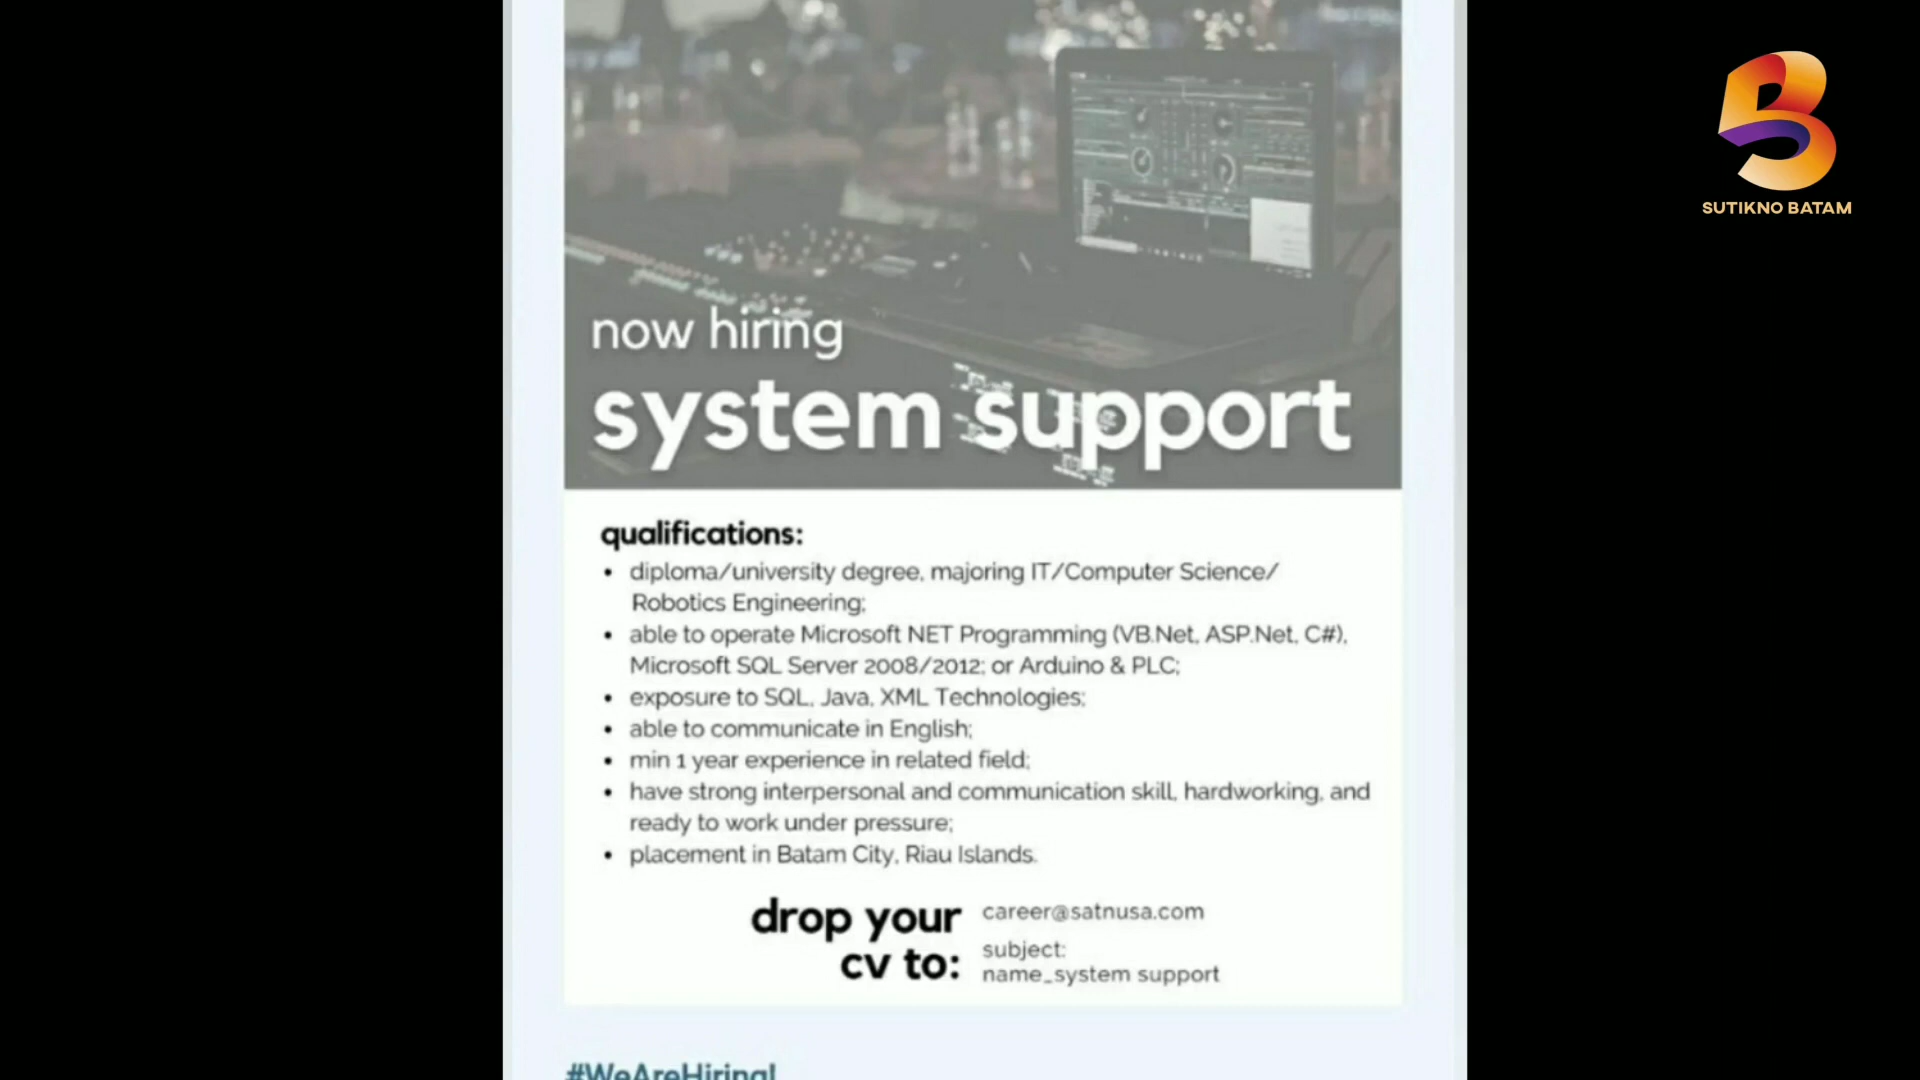 SUTIKNO BATAM
now hiring
system support
qualifications:
• diploma/university degree, majoring IT/Computer Science/
Robotics Engineering;
• able to operate Microsoft NET Programming (VB.Net, ASP.Net, C#),
Microsoft SQL Server 2008/2012; or Arduino & PLC;
• exposure to SQL, Java, XML Technologies;
• able to communicate in English;
• min 1 year experience in related field;
• have strong interpersonal and communication skill, hardworking, and
ready to work under pressure;
• placement in Batam City, Riau Islands.
drop your
cv to:
career@satnusa.com
subject:
name_system support
#WeAreHiring!